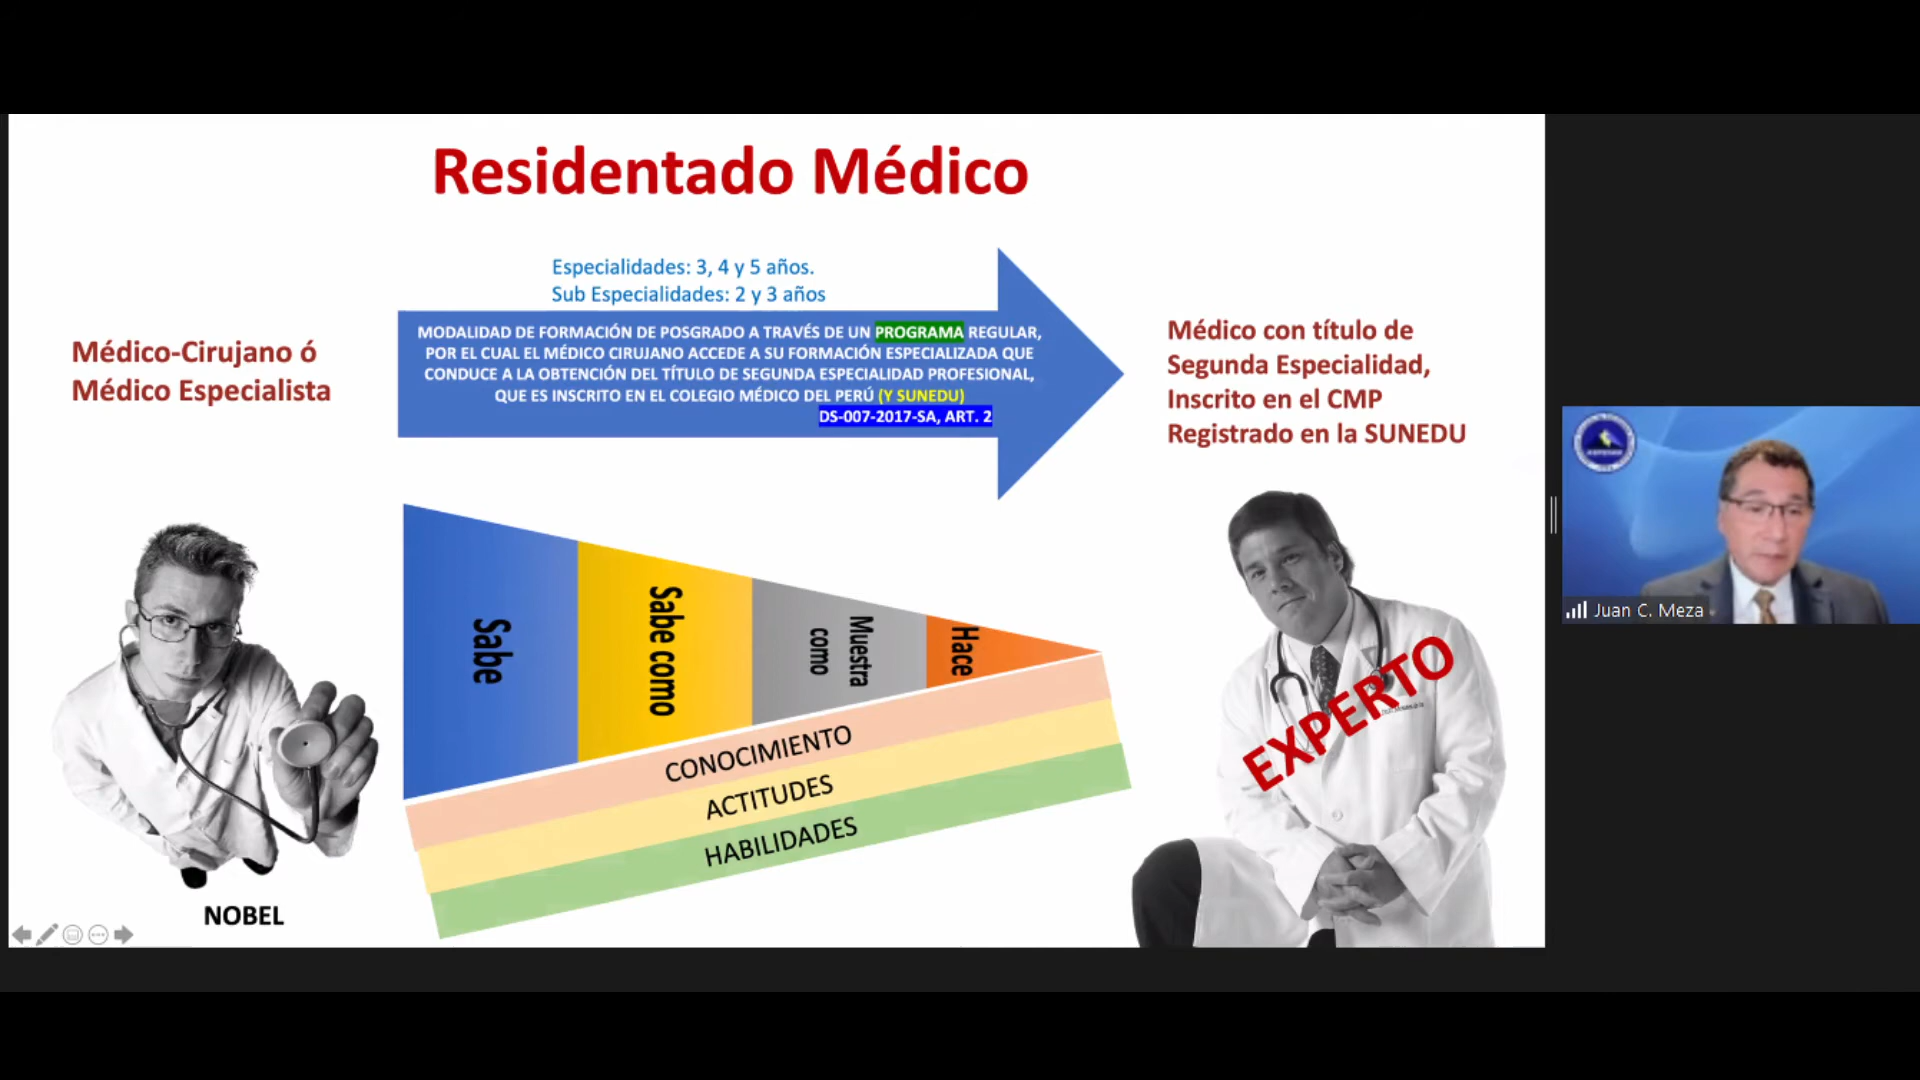 Residentado Médico
Especialidades: 3, 4 y 5 años.
Sub Especialidades: 2 y 3 años
MODALIDAD DE FORMACIÓN DE POSGRADO A TRAVÉS DE UN PROGRAMA REGULAR,
POR EL CUAL EL MÉDICO CIRUJANO ACCEDE A SU FORMACIÓN ESPECIALIZADA QUE
CONDUCE A LA OBTENCIÓN DEL TÍTULO DE SEGUNDA ESPECIALIDAD PROFESIONAL,
QUE ES INSCRITO EN EL COLEGIO MÉDICO DEL PERÚ (Y SUNEDU)
DS-007-2017-SA, ART. 2
Médico-Cirujano ó
Médico Especialista
Médico con título de
Segunda Especialidad,
Inscrito en el CMP
Registrado en la SUNEDU
Sabe
Sabe como
Muestra
como
Hace
CONOCIMIENTO
ACTITUDES
HABILIDADES
NOBEL
EXPERTO
Juan C. Meza